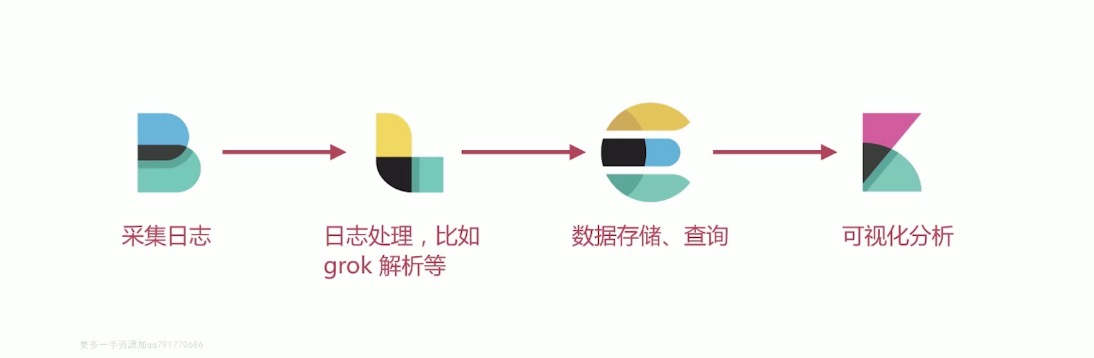 采集日志
日志处理，比如
grok 解析等
数据存储、查询
可视化分析
更多一手资源加qq791770686